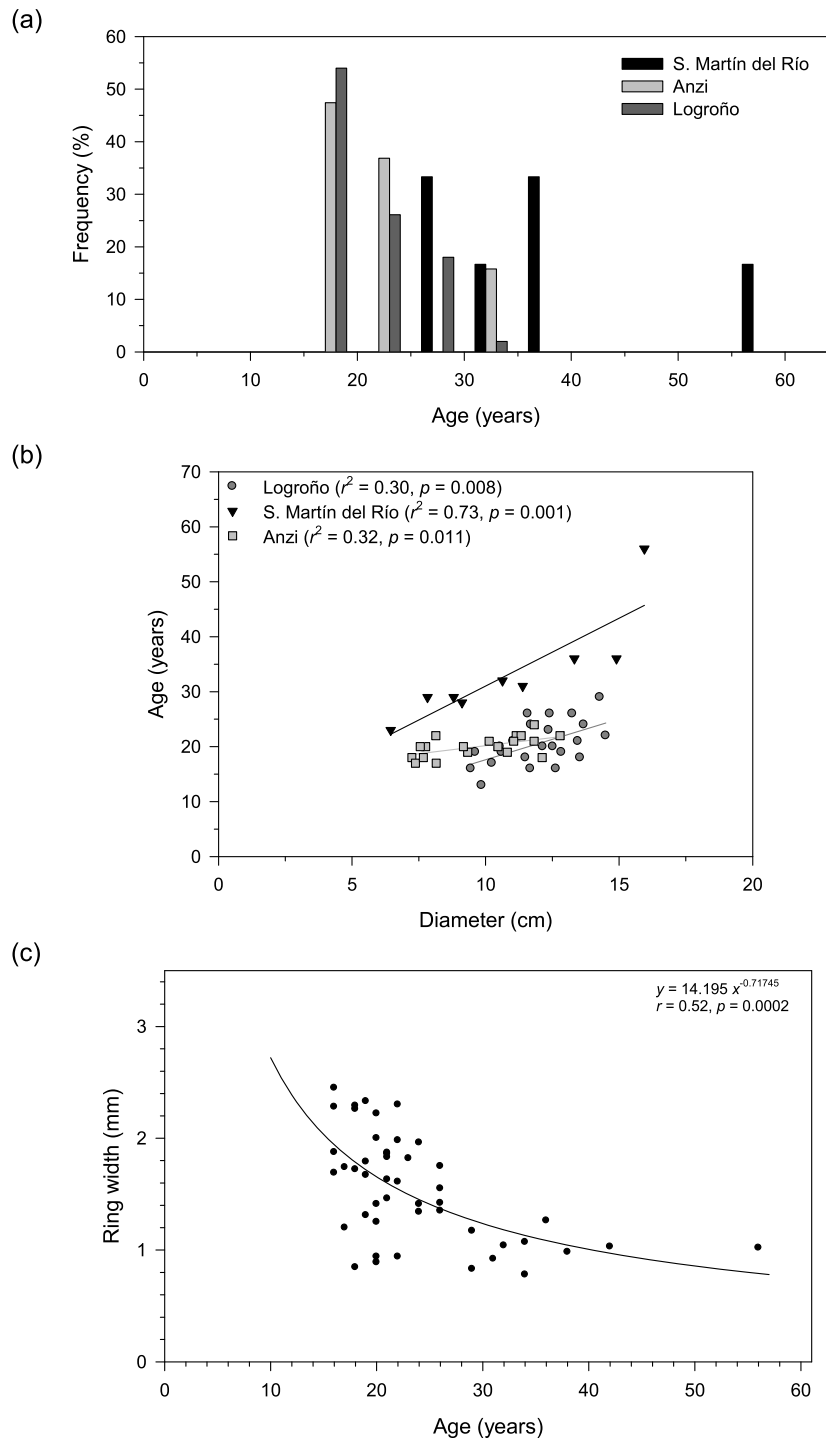 (a)
60
50
40
30
20
10
0
Frequency (%)
S. Martín del Río
Anzi
Logroño
0 10 20 30 40 50 60
Age (years)
(b)
70
60
50
40
30
20
10
0
Age (years)
Logroño (r² = 0.30, p = 0.008)
S. Martín del Río (r² = 0.73, p = 0.001)
Anzi (r² = 0.32, p = 0.011)
0 5 10 15 20
Diameter (cm)
(c)
3
2
1
0
Ring width (mm)
y = 14.195 x^-0.71745
r = 0.52, p = 0.0002
0 10 20 30 40 50 60
Age (years)